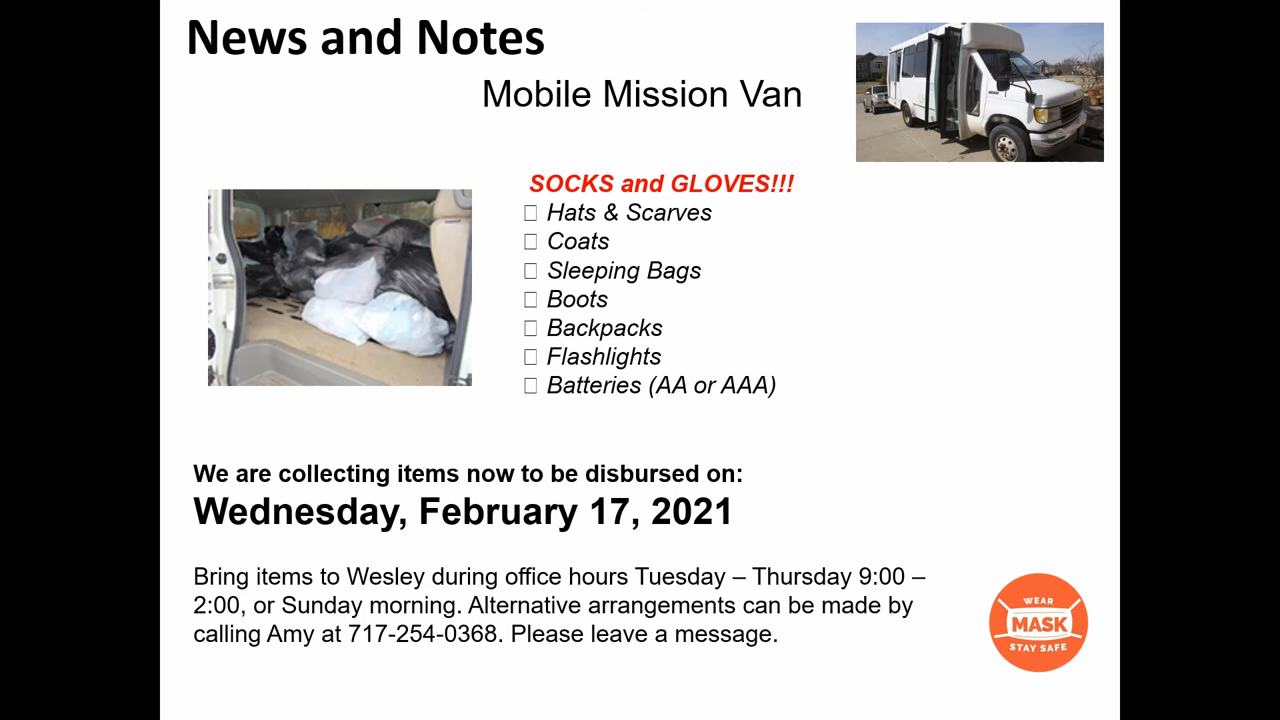 News and Notes
Mobile Mission Van
SOCKS and GLOVES!!!
□ Hats & Scarves
□ Coats
□ Sleeping Bags
□ Boots
□ Backpacks
□ Flashlights
□ Batteries (AA or AAA)
We are collecting items now to be disbursed on:
Wednesday, February 17, 2021
Bring items to Wesley during office hours Tuesday – Thursday 9:00 –
2:00, or Sunday morning. Alternative arrangements can be made by
calling Amy at 717-254-0368. Please leave a message.
WEAR
MASK
STAY SAFE